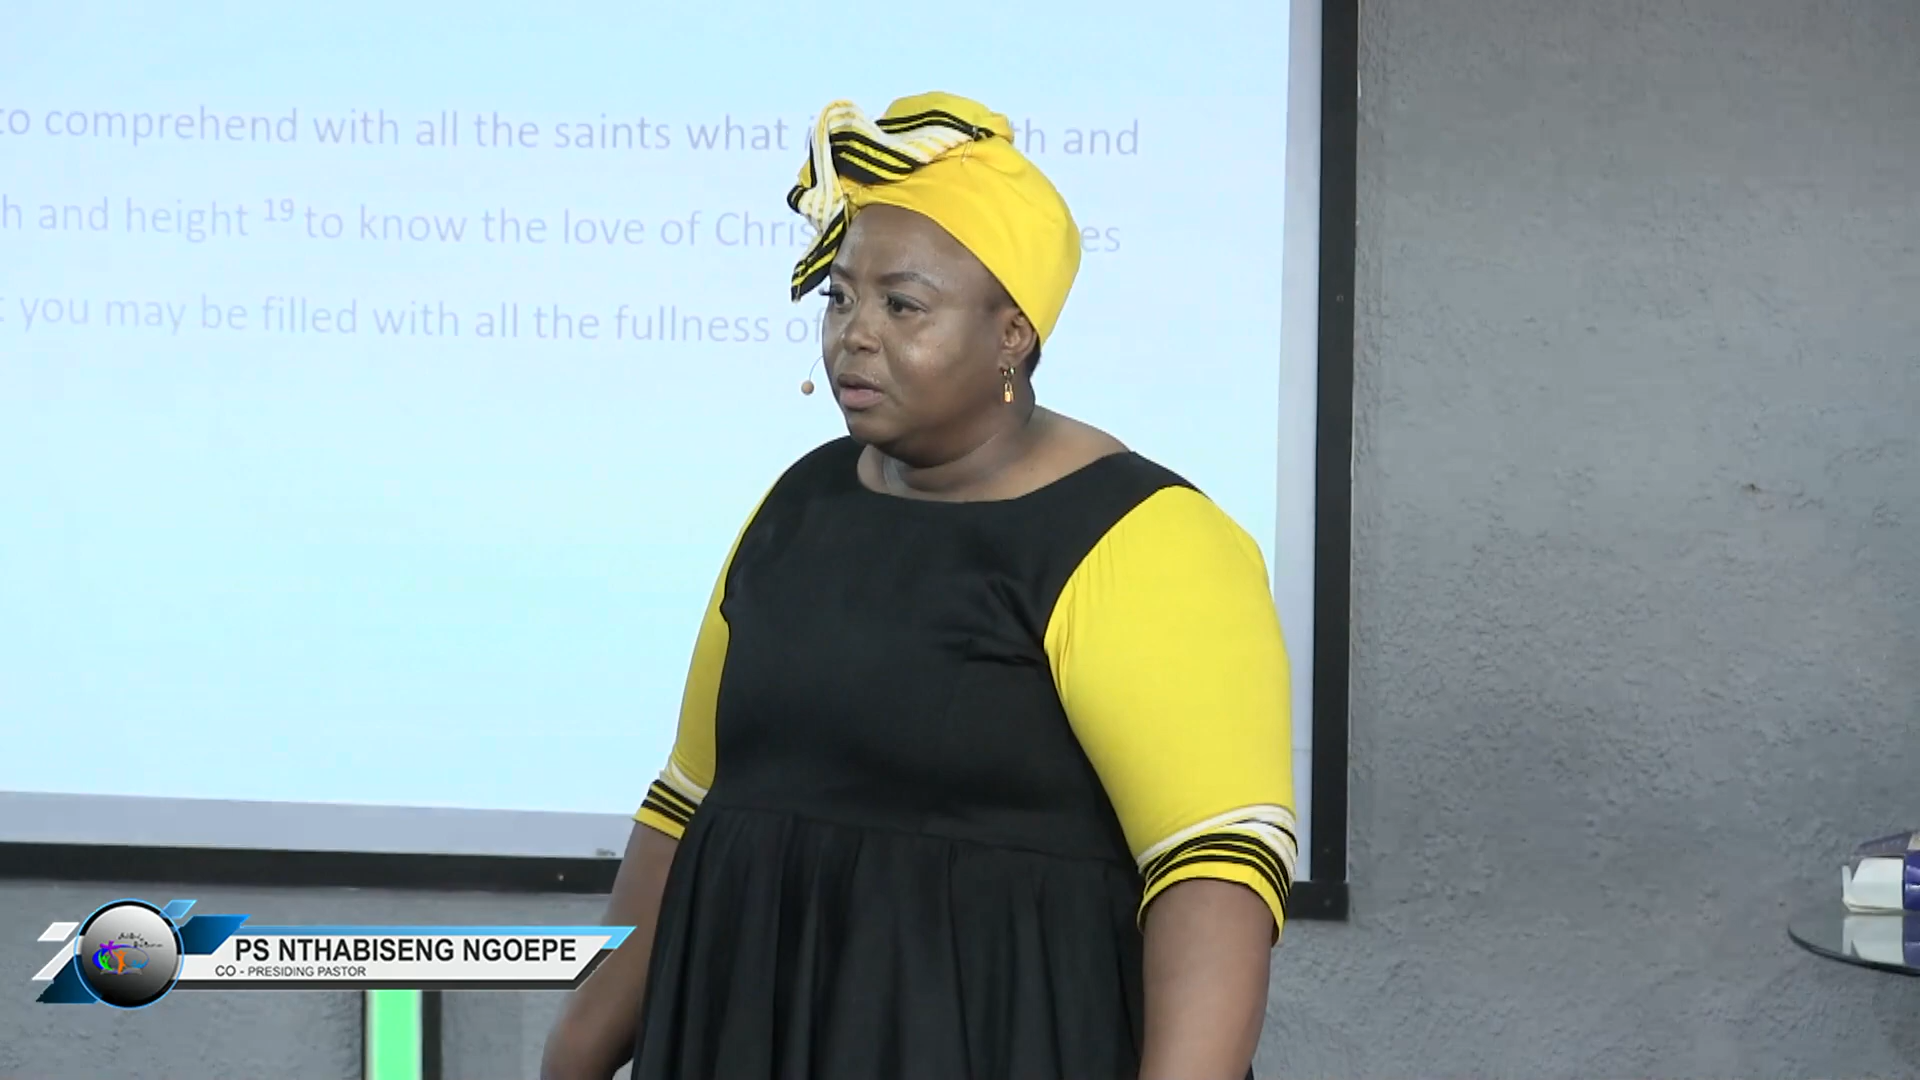 to comprehend with all the saints what th and
h and height 19 to know the love of Chris es
t you may be filled with all the fullness of
PS NTHABISENG NGOEPE
CO - PRESIDING PASTOR